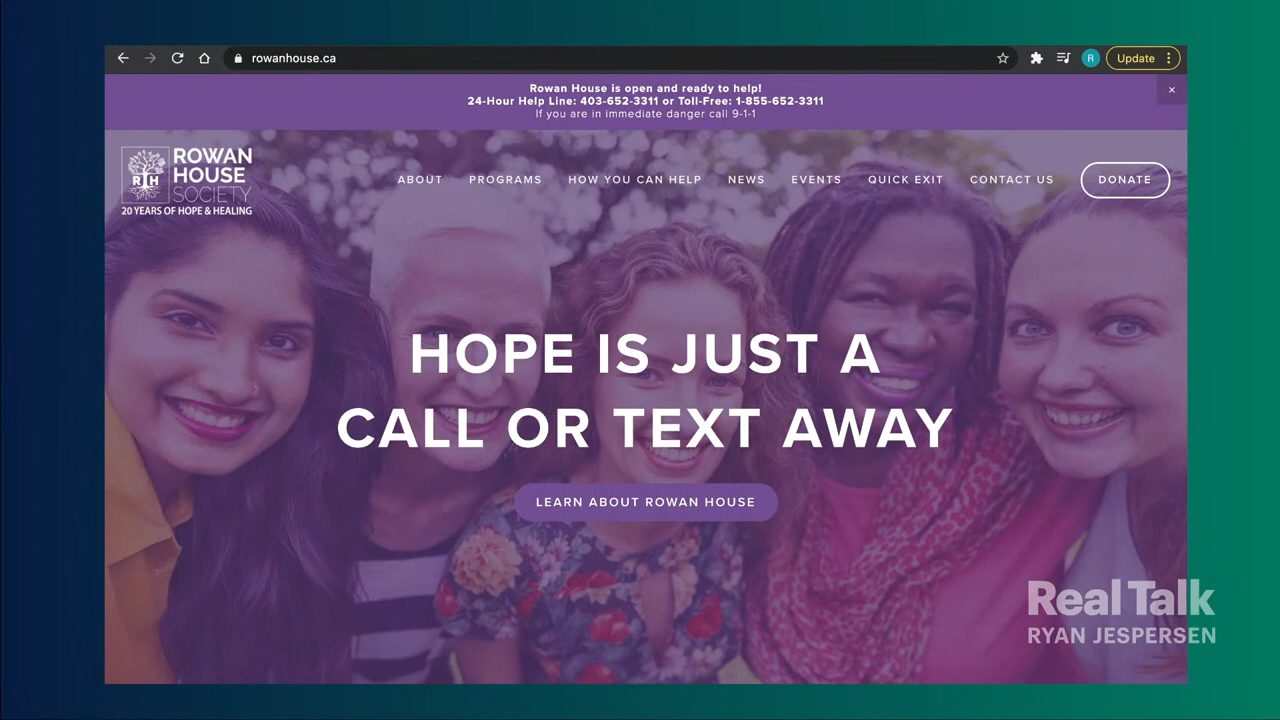 rowanhouse.ca
R
Update
Rowan House is open and ready to help!
24-Hour Help Line: 403-652-3311 or Toll-Free: 1-855-652-3311
If you are in immediate danger call 9-1-1
RTH
ROWAN
HOUSE
SOCIETY
20 YEARS OF HOPE & HEALING
ABOUT PROGRAMS HOW YOU CAN HELP NEWS EVENTS QUICK EXIT CONTACT US DONATE
HOPE IS JUST A
CALL OR TEXT AWAY
LEARN ABOUT ROWAN HOUSE
Real Talk
RYAN JESPERSEN